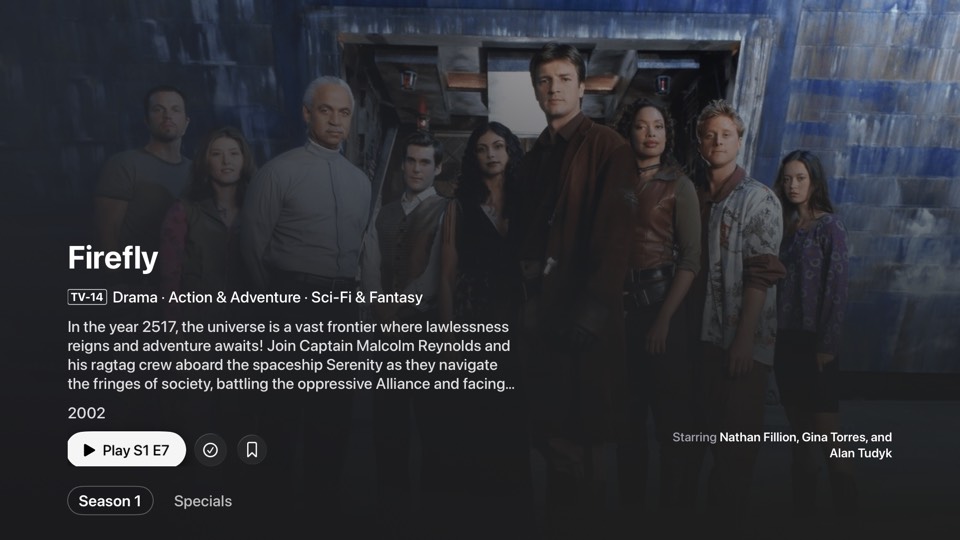 Firefly
TV-14 Drama · Action & Adventure · Sci-Fi & Fantasy
In the year 2517, the universe is a vast frontier where lawlessness
reigns and adventure awaits! Join Captain Malcolm Reynolds and
his ragtag crew aboard the spaceship Serenity as they navigate
the fringes of society, battling the oppressive Alliance and facing...
2002
Play S1 E7
Starring Nathan Fillion, Gina Torres, and
Alan Tudyk
Season 1 Specials